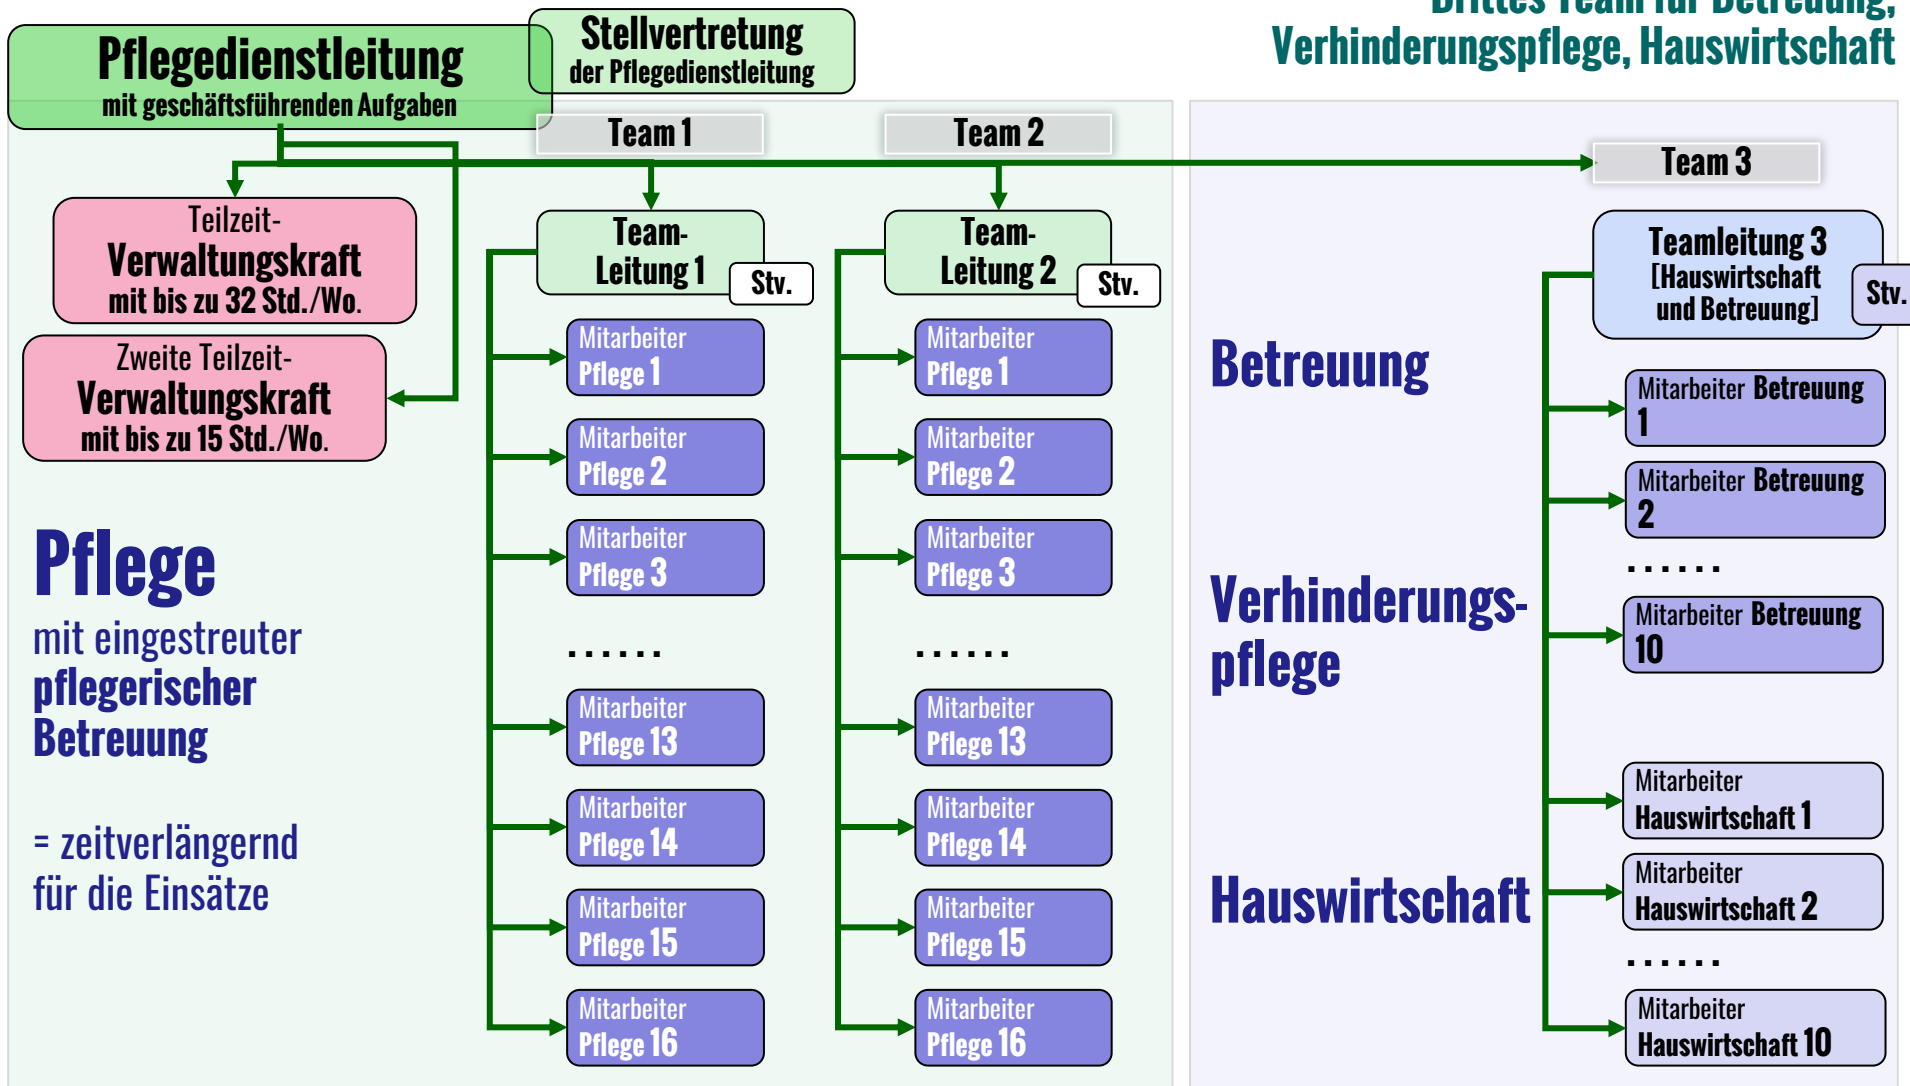 Drittes Team für Betreuung,
Verhinderungspflege, Hauswirtschaft
Pflegedienstleitung
mit geschäftsführenden Aufgaben
Stellvertretung
der Pflegedienstleitung
Teilzeit-
Verwaltungskraft
mit bis zu 32 Std./Wo.
Zweite Teilzeit-
Verwaltungskraft
mit bis zu 15 Std./Wo.
Pflege
mit eingestreuter
pflegerischer
Betreuung
= zeitverlängernd
für die Einsätze
Team 1
Team-
Leitung 1
Stv.
Mitarbeiter
Pflege 1
Mitarbeiter
Pflege 2
Mitarbeiter
Pflege 3
......
Mitarbeiter
Pflege 13
Mitarbeiter
Pflege 14
Mitarbeiter
Pflege 15
Mitarbeiter
Pflege 16
Team 2
Team-
Leitung 2
Stv.
Mitarbeiter
Pflege 1
Mitarbeiter
Pflege 2
Mitarbeiter
Pflege 3
......
Mitarbeiter
Pflege 13
Mitarbeiter
Pflege 14
Mitarbeiter
Pflege 15
Mitarbeiter
Pflege 16
Betreuung
Verhinderungs-
pflege
Hauswirtschaft
Team 3
Teamleitung 3
[Hauswirtschaft
und Betreuung]
Stv.
Mitarbeiter Betreuung
1
Mitarbeiter Betreuung
2
......
Mitarbeiter Betreuung
10
Mitarbeiter
Hauswirtschaft 1
Mitarbeiter
Hauswirtschaft 2
......
Mitarbeiter
Hauswirtschaft 10